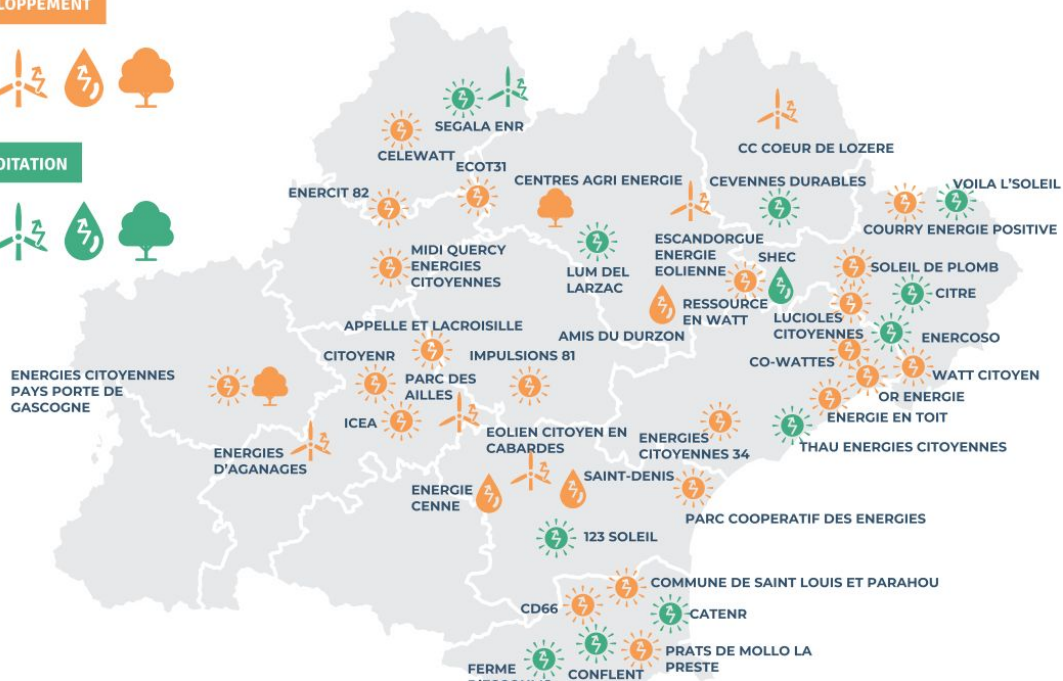 LOPPEMENT
SEGALA ENR
CELEWATT
ECOT31
CC COEUR DE LOZERE
ENERCIT 82
CENTRES AGRI ENERGIE
CEVENNES DURABLES
VOILA L'SOLEIL
COURRY ENERGIE POSITIVE
MIDI QUERCY
ENERGIES
CITOYENNES
LUM DEL
LARZAC
ESCANDORGUE
ENERGIE
EOLIENNE
SHEC
SOLEIL DE PLOMB
CITRE
RESSOURCE
EN WATT
LUCIOLES
CITOYENNES
AMIS DU DURZON
ENERCOSO
APPELLE ET LACROISILLE
CITOYENR
IMPULSIONS 81
CO-WATTES
WATT CITOYEN
ENERGIES CITOYENNES
PAYS PORTE DE
GASCOGNE
PARC DES
AILLES
OR ENERGIE
ENERGIE EN TOIT
ICEA
EOLIEN CITOYEN EN
CABARDES
ENERGIES
CITOYENNES 34
THAU ENERGIES CITOYENNES
ENERGIES
D'AGANAGES
ENERGIE
CENNE
SAINT-DENIS
PARC COOPERATIF DES ENERGIES
123 SOLEIL
COMMUNE DE SAINT LOUIS ET PARAHOU
CD66
CATENR
PRATS DE MOLLO LA
PRESTE
FERME
CONFLENT